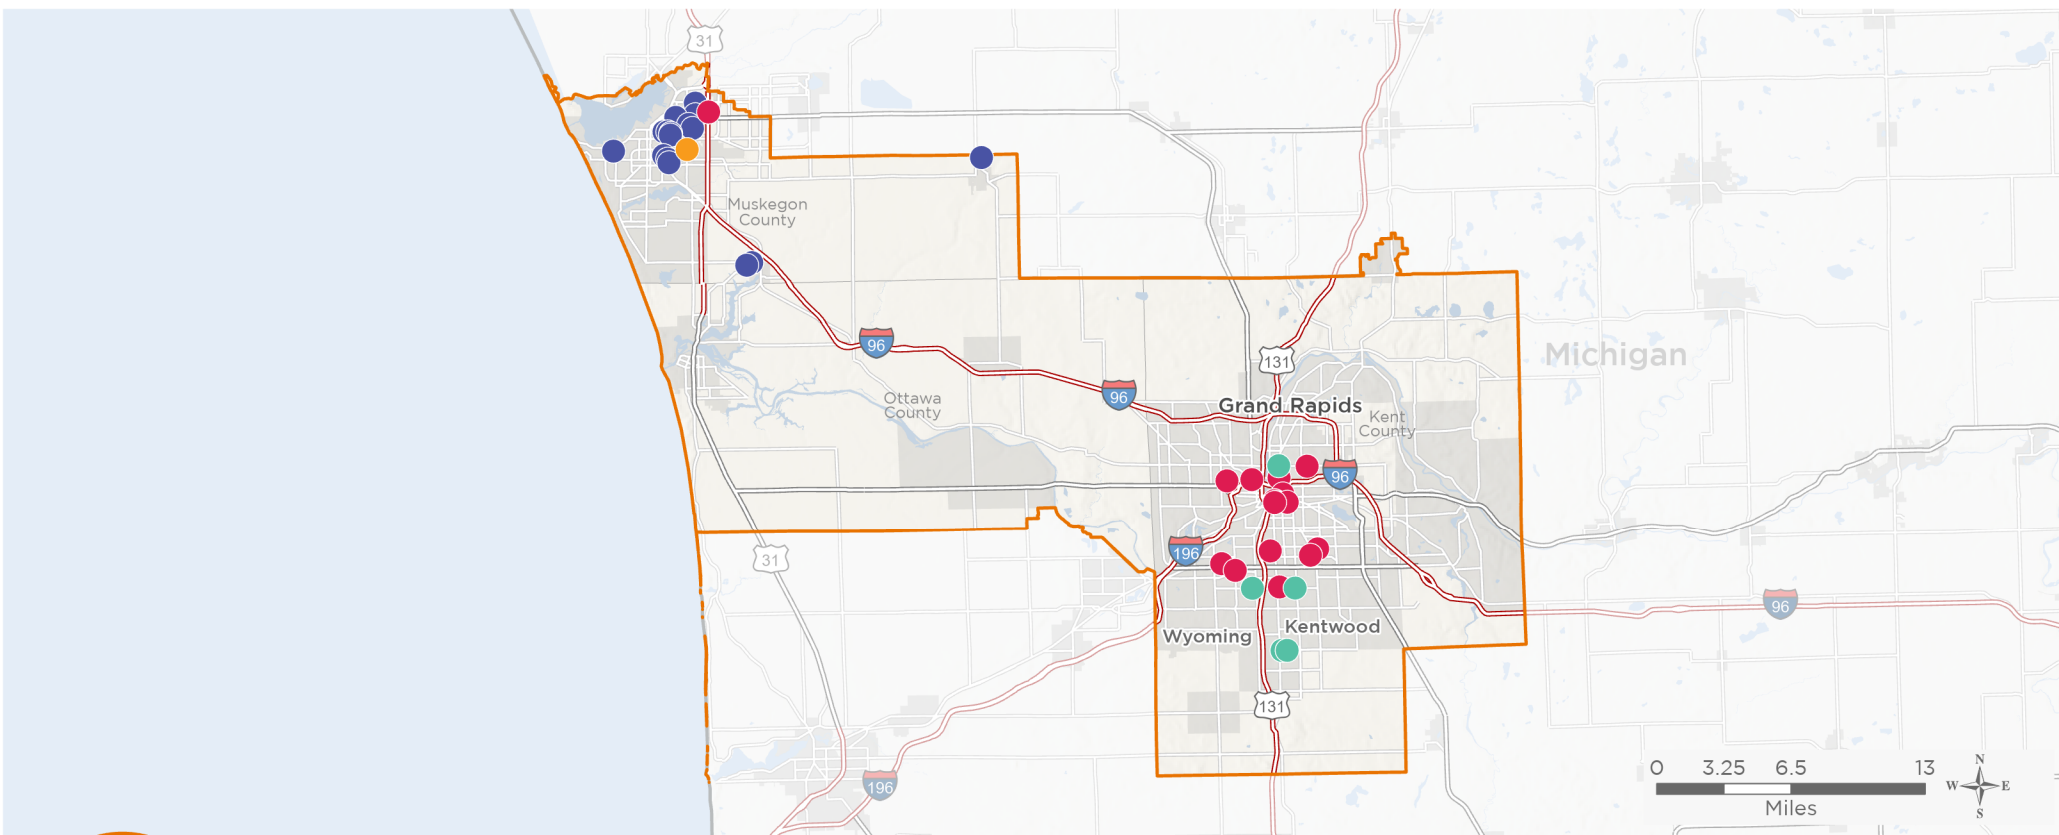 31
Muskegon
County
96
Michigan
131
96
Ottawa
County
Grand Rapids
Kent
County
96
196
31
96
Kentwood
Wyoming
131
196
0 3.25 6.5 13
Miles
N
W E
S